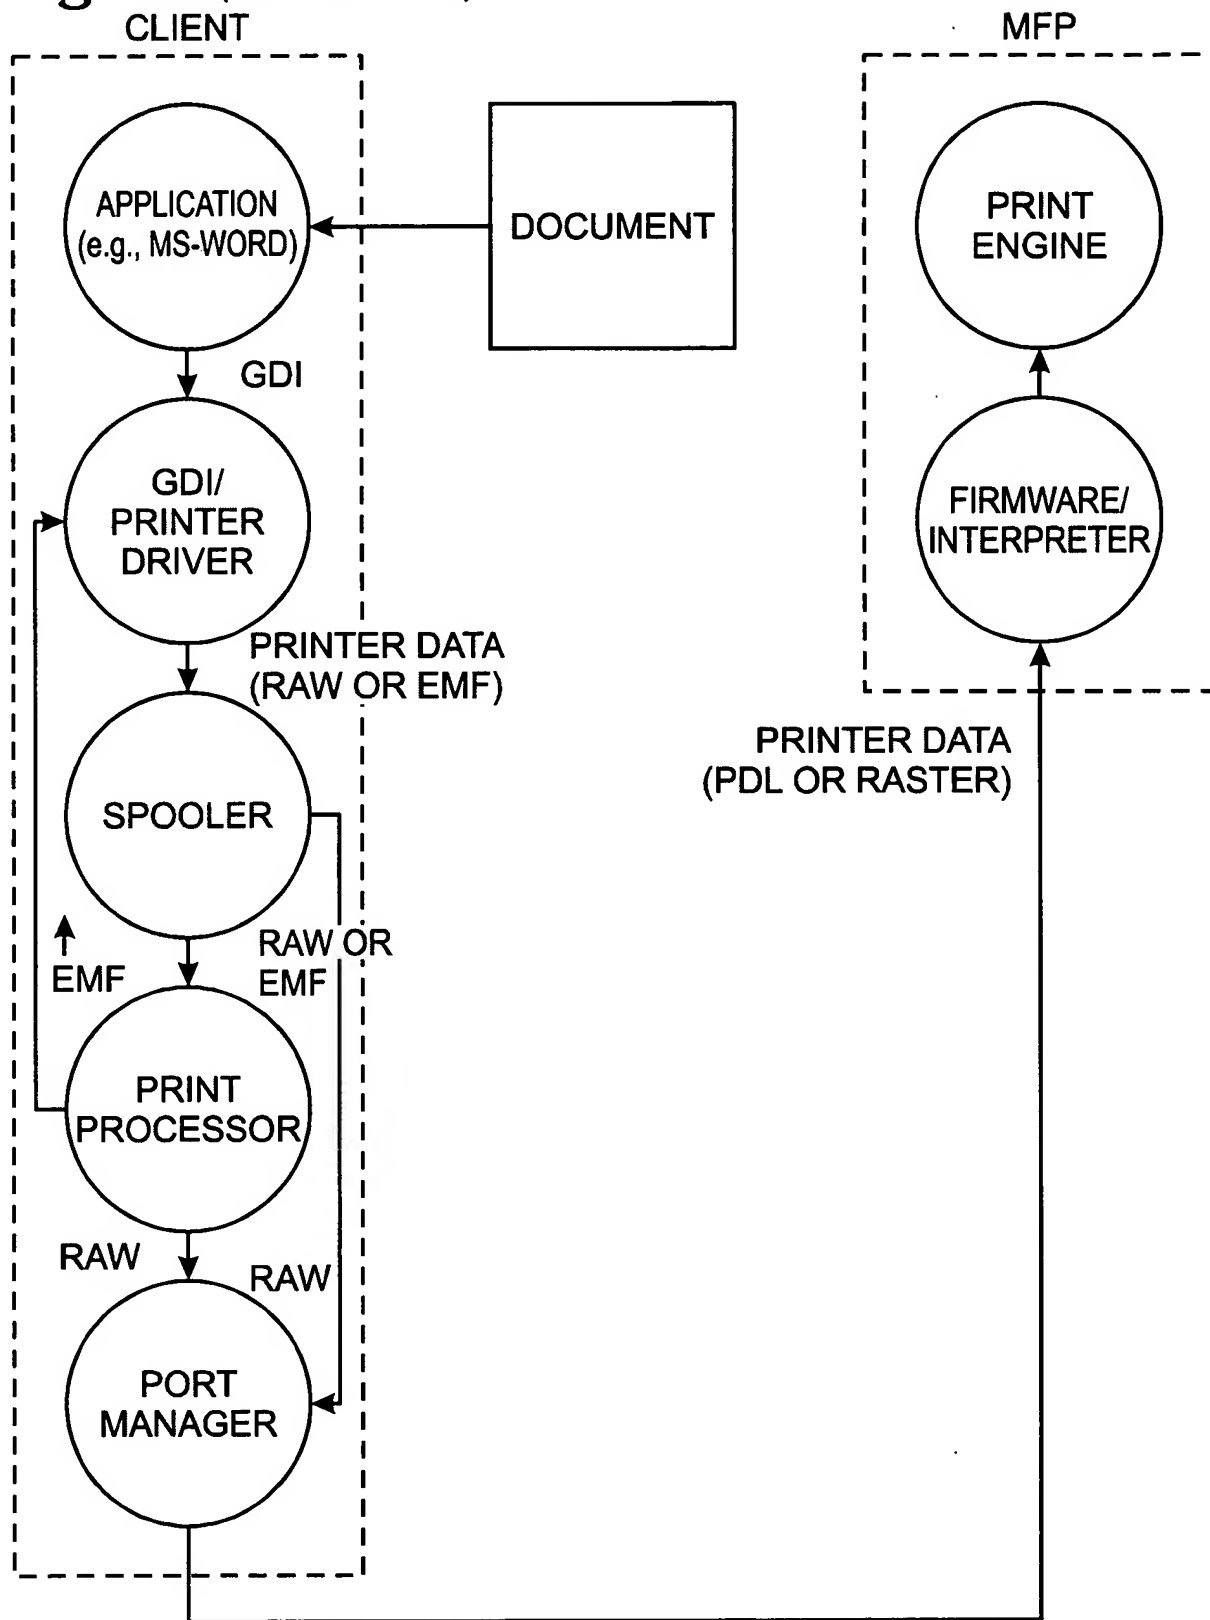 CLIENT
MFP
APPLICATION
(e.g., MS-WORD)
DOCUMENT
PRINT
ENGINE
GDI
GDI/
PRINTER
DRIVER
FIRMWARE/
INTERPRETER
PRINTER DATA
(RAW OR EMF)
PRINTER DATA
(PDL OR RASTER)
SPOOLER
RAW OR
EMF
EMF
PRINT
PROCESSOR
RAW
RAW
PORT
MANAGER